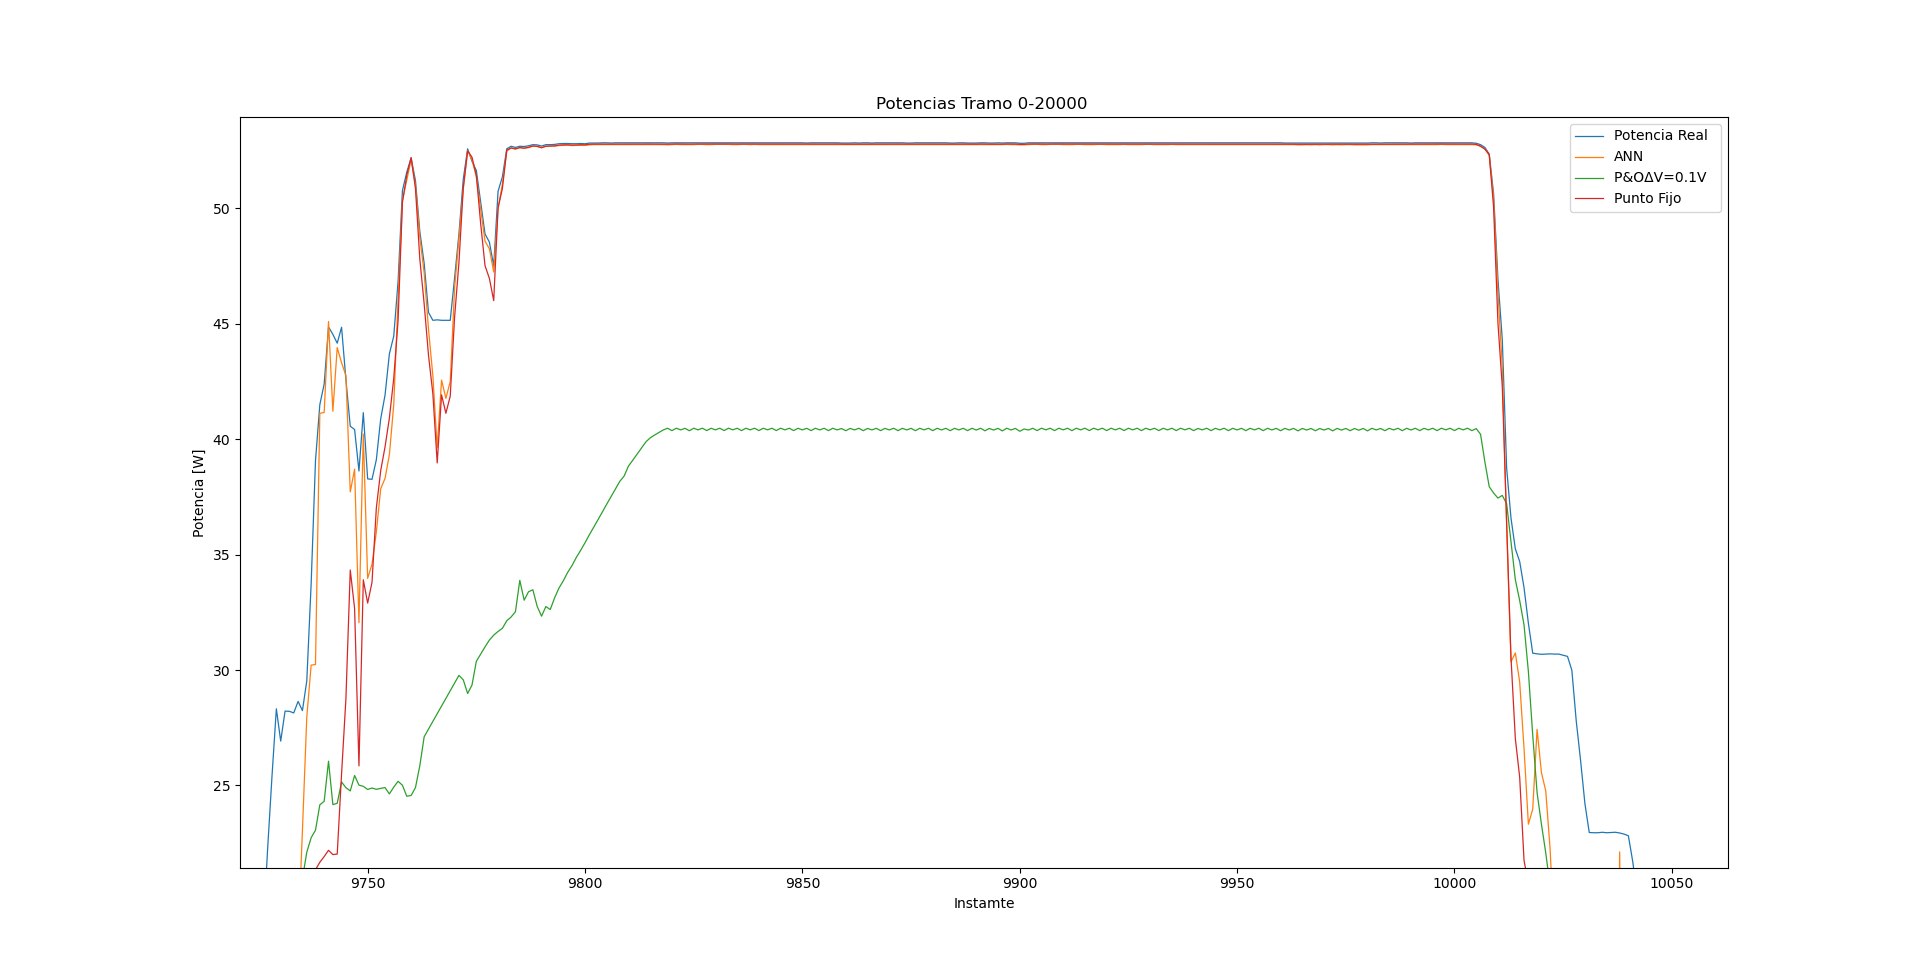 Potencias Tramo 0-20000
Potencia Real
ANN
P&OΔV=0.1V
Punto Fijo
Potencia [W]
50
45
40
35
30
25
9750
9800
9850
9900
9950
10000
10050
Instamte